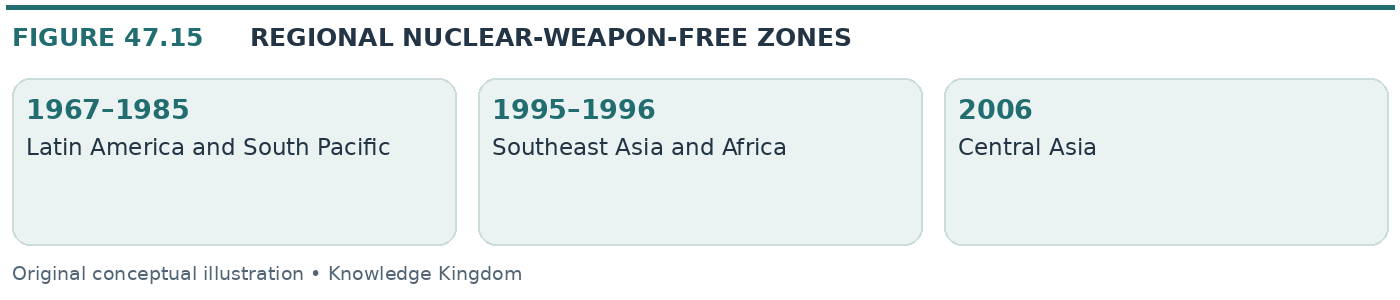 FIGURE 47.15 REGIONAL NUCLEAR-WEAPON-FREE ZONES
1967–1985
Latin America and South Pacific
1995–1996
Southeast Asia and Africa
2006
Central Asia
Original conceptual illustration • Knowledge Kingdom